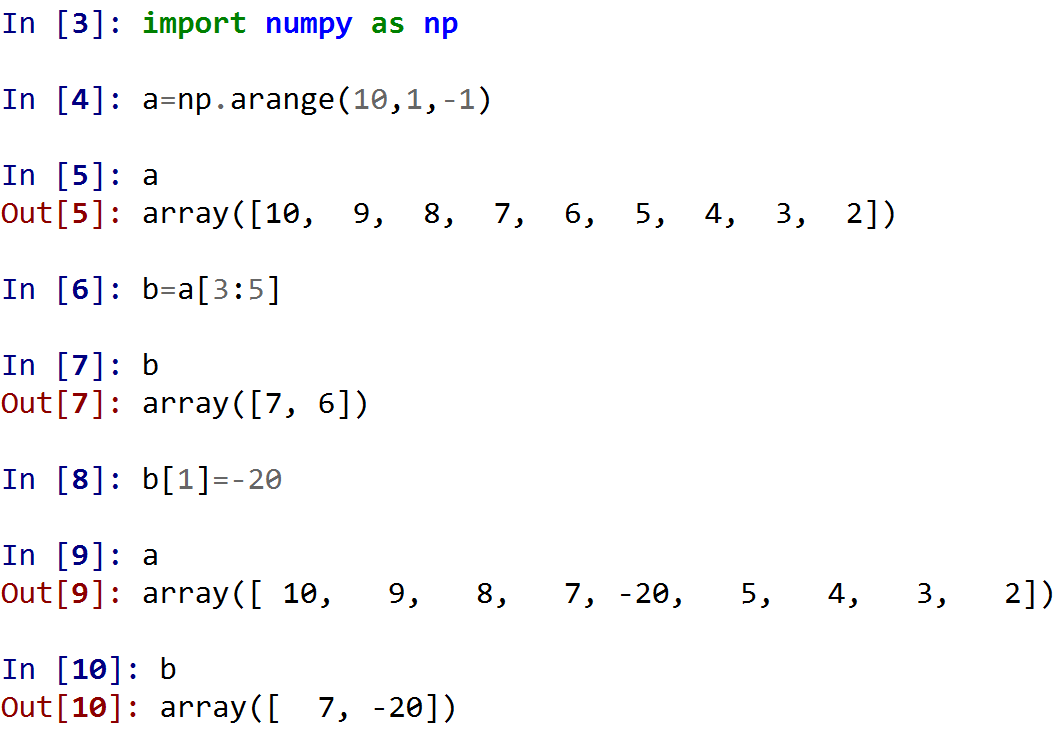 In [3]: import numpy as np
In [4]: a=np.arange(10,1,-1)
In [5]: a
Out[5]: array([10,  9,  8,  7,  6,  5,  4,  3,  2])
In [6]: b=a[3:5]
In [7]: b
Out[7]: array([7, 6])
In [8]: b[1]=-20
In [9]: a
Out[9]: array([ 10,   9,   8,   7, -20,   5,   4,   3,   2])
In [10]: b
Out[10]: array([  7, -20])